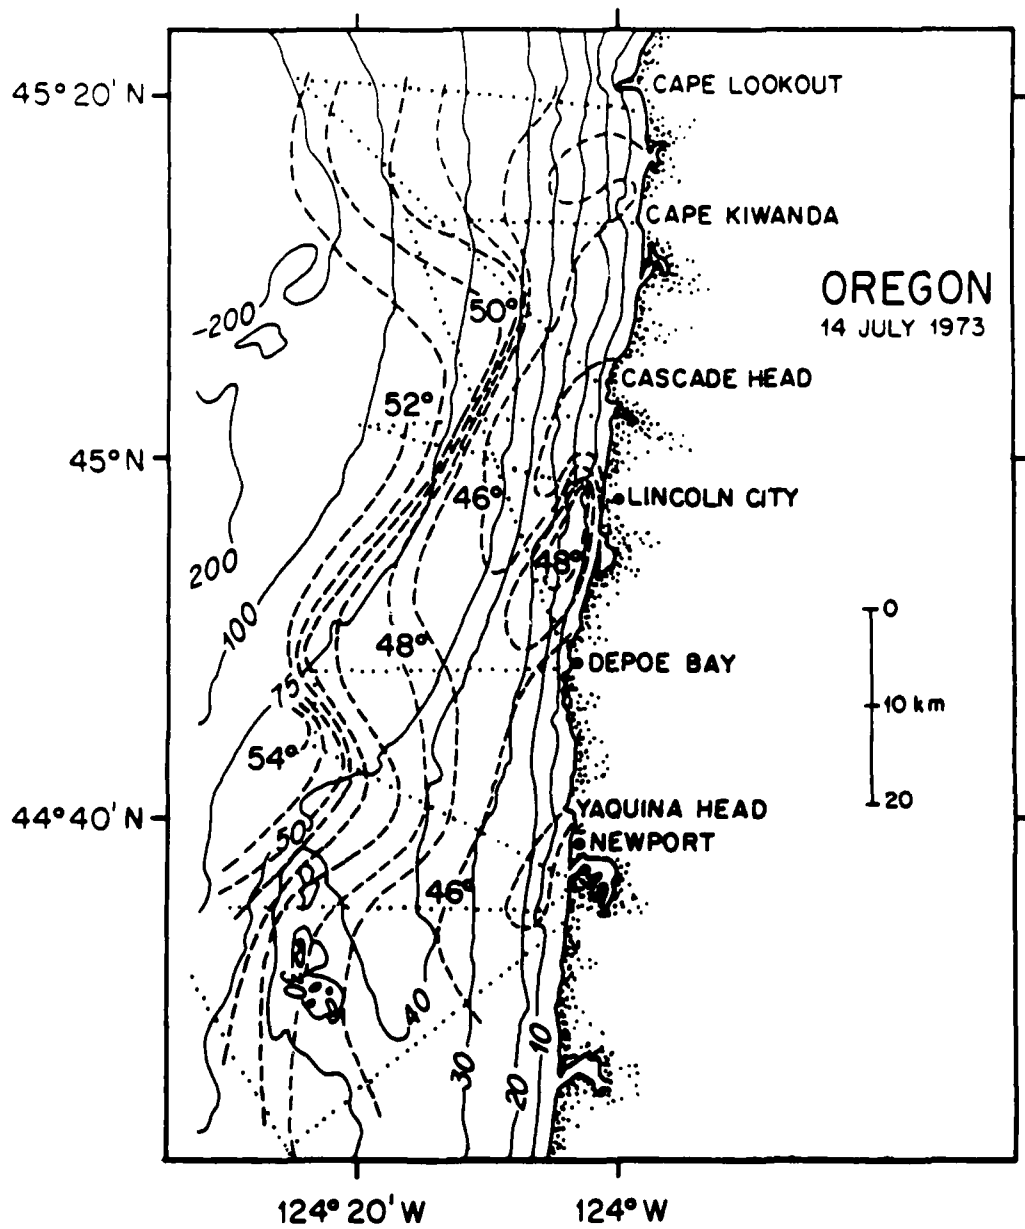 45°20' N
CAPE LOOKOUT
CAPE KIWANDA
OREGON
14 JULY 1973
-200
50°
CASCADE HEAD
52°
45°N
46°
LINCOLN CITY
48°
200
100
0
48°
DEPOE BAY
75
10 km
54°
20
44°40' N
YAQUINA HEAD
50
NEWPORT
46°
40
30
20
10
124°20' W
124°W